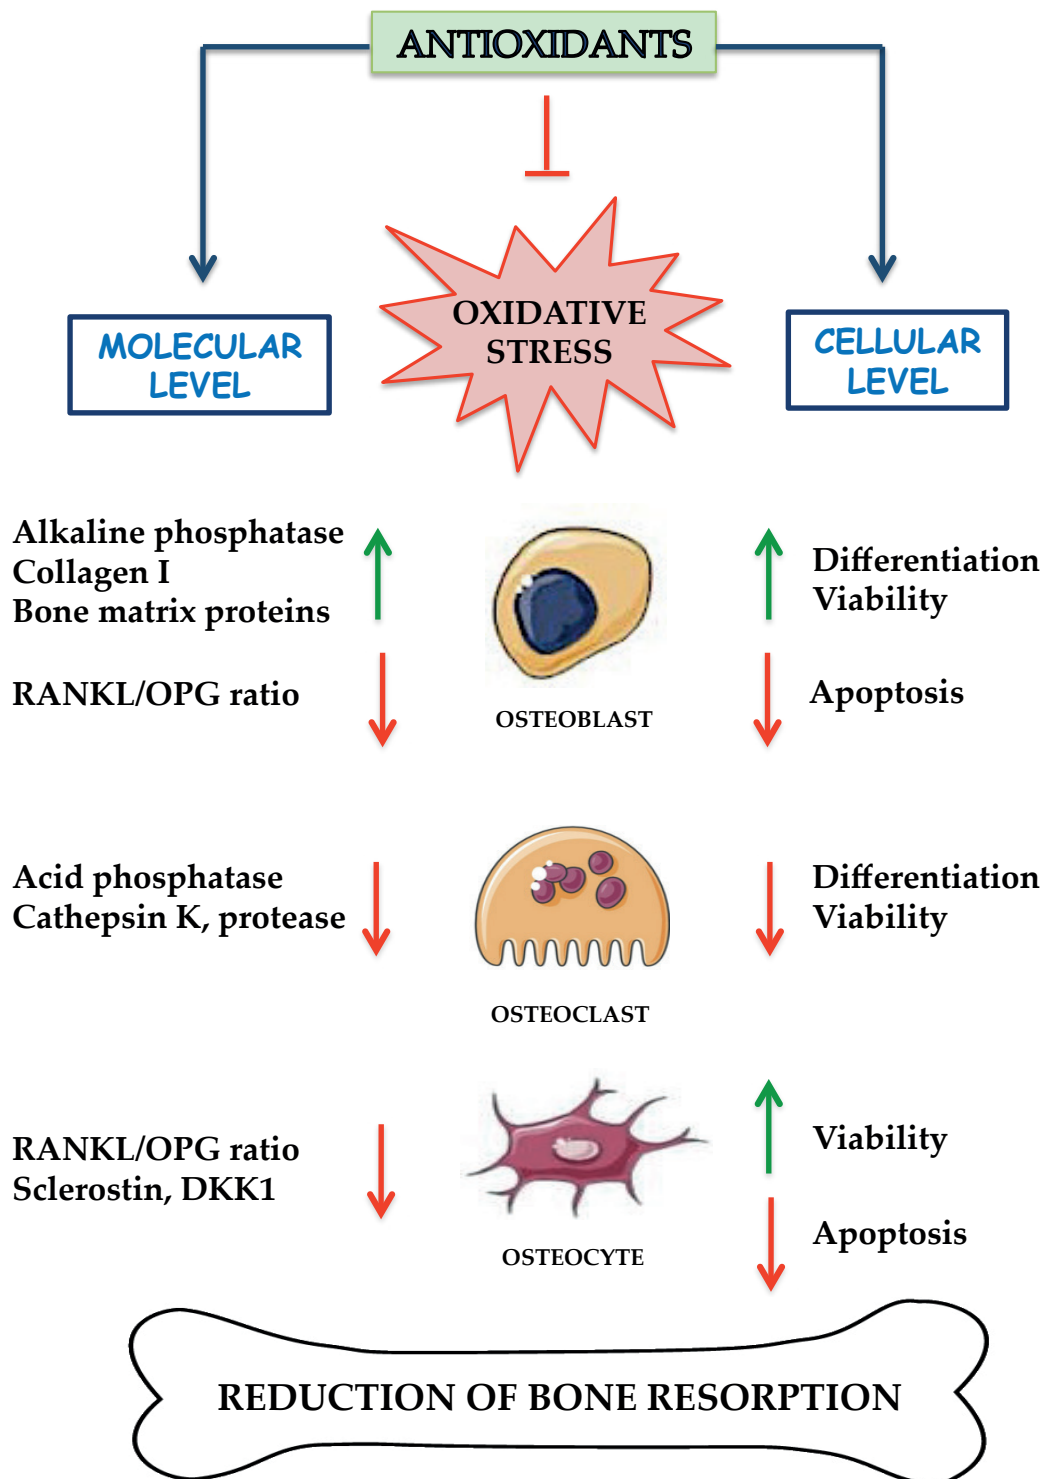 ANTIOXIDANTS
OXIDATIVE
STRESS
MOLECULAR
LEVEL
CELLULAR
LEVEL
Alkaline phosphatase
Collagen I
Bone matrix proteins
RANKL/OPG ratio
OSTEOBLAST
Differentiation
Viability
Apoptosis
Acid phosphatase
Cathepsin K, protease
OSTEOCLAST
Differentiation
Viability
RANKL/OPG ratio
Sclerostin, DKK1
OSTEOCYTE
Viability
Apoptosis
REDUCTION OF BONE RESORPTION